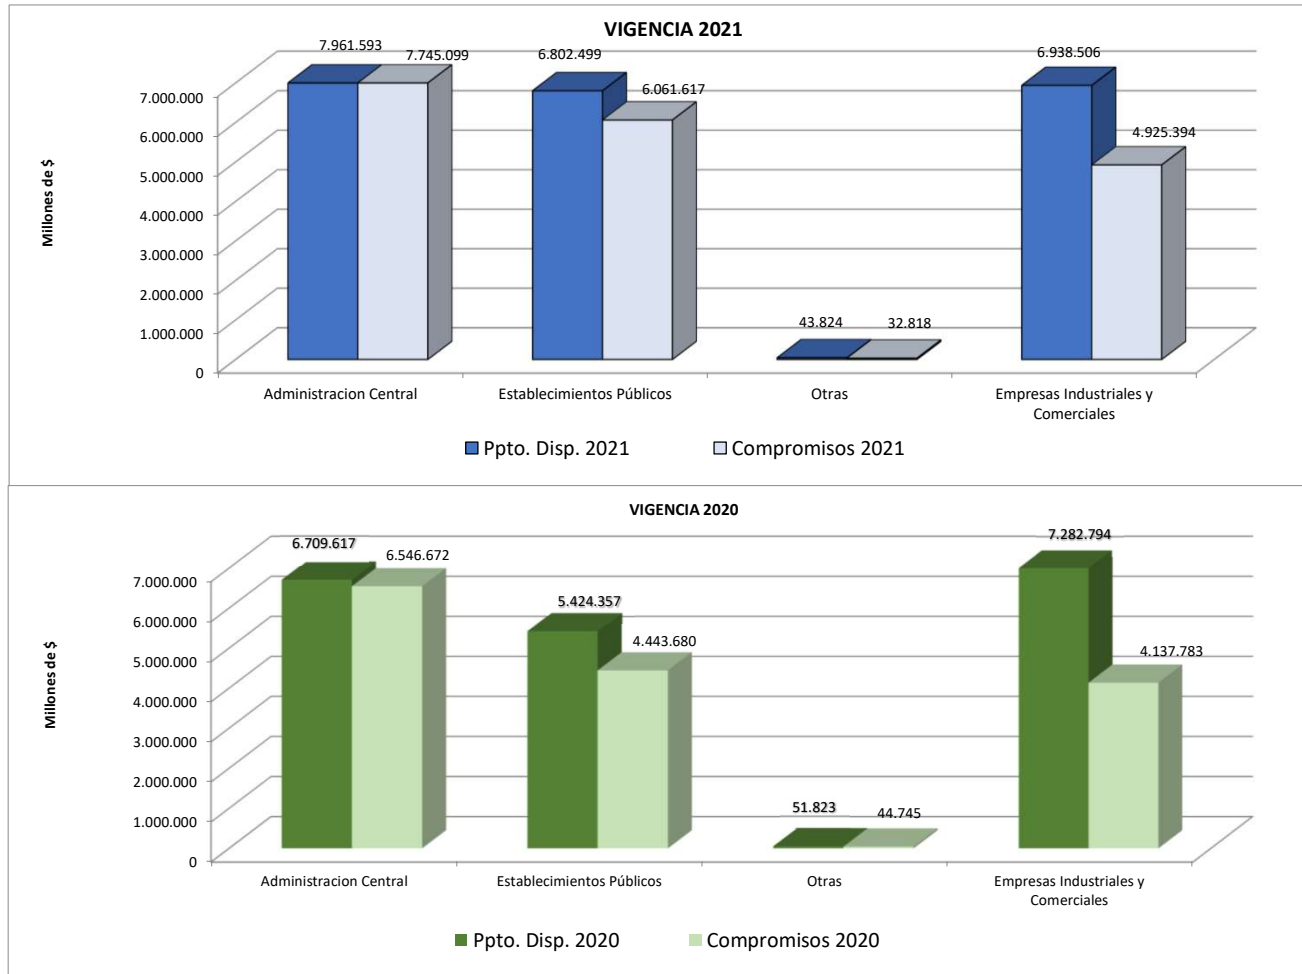 VIGENCIA 2021
7.961.593
7.745.099
6.802.499
6.061.617
43.824
32.818
6.938.506
4.925.394
Millones de $
7.000.000
6.000.000
5.000.000
4.000.000
3.000.000
2.000.000
1.000.000
0
Administracion Central
Establecimientos Públicos
Otras
Empresas Industriales y
Comerciales
Ppto. Disp. 2021
Compromisos 2021
VIGENCIA 2020
6.709.617
6.546.672
5.424.357
4.443.680
51.823
44.745
7.282.794
4.137.783
Millones de $
7.000.000
6.000.000
5.000.000
4.000.000
3.000.000
2.000.000
1.000.000
0
Administracion Central
Establecimientos Públicos
Otras
Empresas Industriales y
Comerciales
Ppto. Disp. 2020
Compromisos 2020